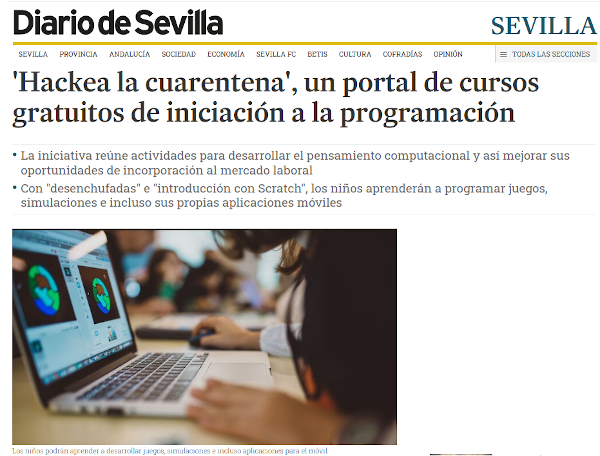 Diario de Sevilla
SEVILLA
SEVILLA PROVINCIA ANDALUCÍA SOCIEDAD ECONOMÍA SEVILLA FC BETIS CULTURA COFRADÍAS OPINIÓN
TODAS LAS SECCIONES
'Hackea la cuarentena', un portal de cursos
gratuitos de iniciación a la programación
• La iniciativa reúne actividades para desarrollar el pensamiento computacional y así mejorar sus
oportunidades de incorporación al mercado laboral
• Con "desenchufadas" e "introducción con Scratch", los niños aprenderán a programar juegos,
simulaciones e incluso sus propias aplicaciones móviles
Los niños podrán aprender a desarrollar juegos, simulaciones e incluso aplicaciones para el móvil